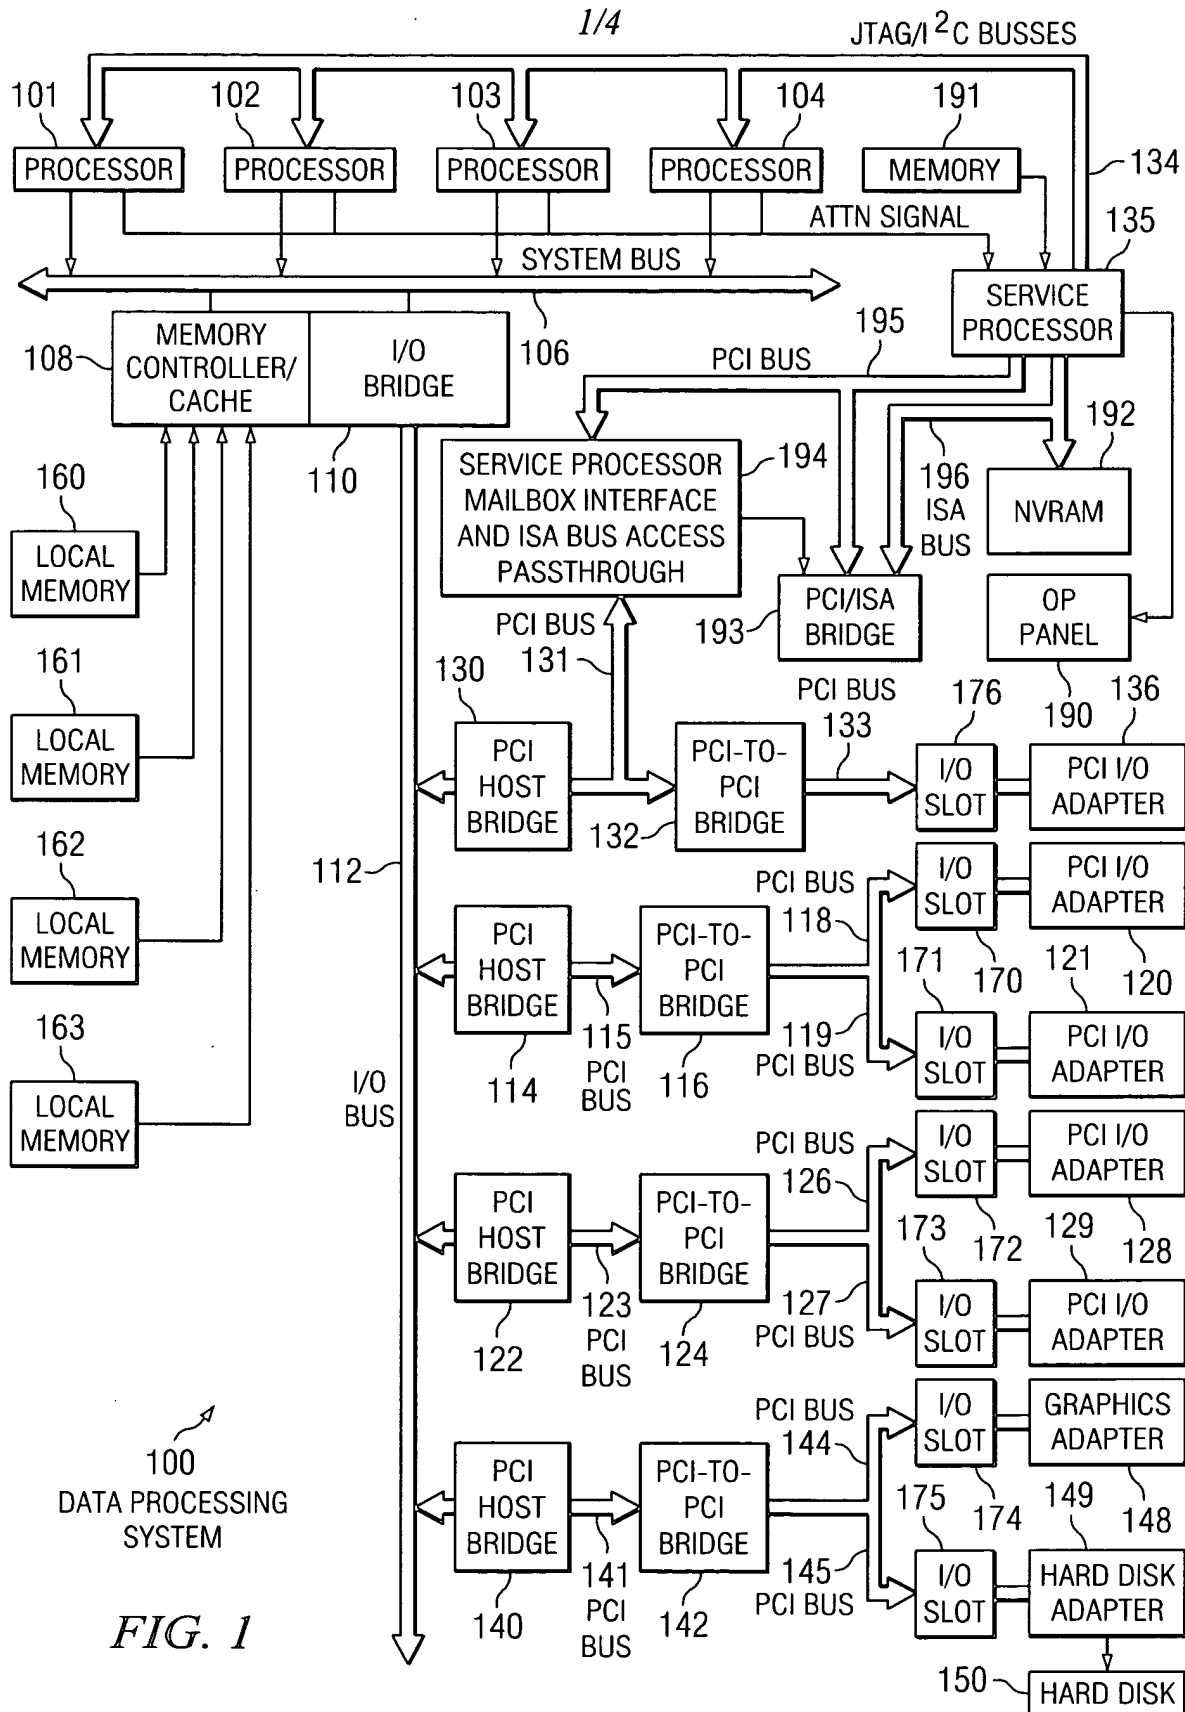 1/4
JTAG/I 2C BUSSES
101
102
103
104
191
PROCESSOR
PROCESSOR
PROCESSOR
PROCESSOR
MEMORY
134
ATTN SIGNAL
135
SYSTEM BUS
SERVICE
PROCESSOR
108
MEMORY
CONTROLLER/
CACHE
I/O
BRIDGE
106
195
PCI BUS
110
194
192
SERVICE PROCESSOR
MAILBOX INTERFACE
AND ISA BUS ACCESS
PASSTHROUGH
196
ISA
BUS
NVRAM
160
LOCAL
MEMORY
PCI BUS
131
193
PCI/ISA
BRIDGE
OP
PANEL
190
161
LOCAL
MEMORY
130
PCI
HOST
BRIDGE
PCI-TO-
PCI
BRIDGE
132
PCI BUS
133
176
I/O
SLOT
136
PCI I/O
ADAPTER
162
LOCAL
MEMORY
112
PCI
HOST
BRIDGE
114
115
PCI
BUS
PCI-TO-
PCI
BRIDGE
116
PCI BUS
118
I/O
SLOT
170
PCI I/O
ADAPTER
120
119
PCI BUS
171
I/O
SLOT
121
PCI I/O
ADAPTER
163
LOCAL
MEMORY
I/O
BUS
PCI
HOST
BRIDGE
122
123
PCI
BUS
PCI-TO-
PCI
BRIDGE
124
PCI BUS
126
I/O
SLOT
172
PCI I/O
ADAPTER
128
127
PCI BUS
173
I/O
SLOT
129
PCI I/O
ADAPTER
100
DATA PROCESSING
SYSTEM
PCI
HOST
BRIDGE
140
141
PCI
BUS
PCI-TO-
PCI
BRIDGE
142
PCI BUS
144
I/O
SLOT
174
GRAPHICS
ADAPTER
148
145
PCI BUS
175
I/O
SLOT
149
HARD DISK
ADAPTER
150
HARD DISK
FIG. 1